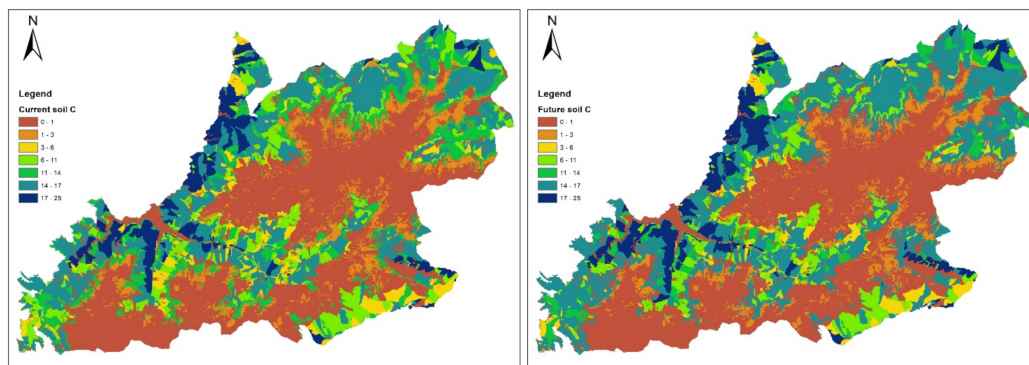 N
Legend
Current soil C
0 - 1
1 - 3
3 - 6
6 - 11
11 - 14
14 - 17
17 - 25
N
Legend
Future soil C
0 - 1
1 - 3
3 - 6
6 - 11
11 - 14
14 - 17
17 - 25